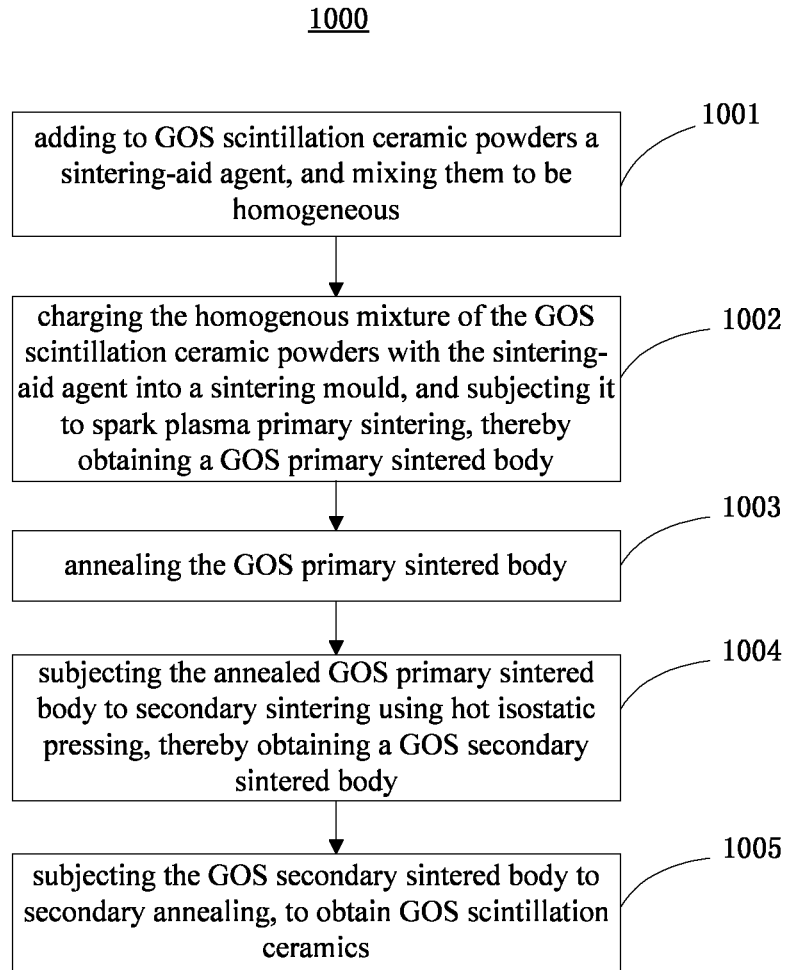 1000
1001
adding to GOS scintillation ceramic powders a
sintering-aid agent, and mixing them to be
homogeneous
1002
charging the homogenous mixture of the GOS
scintillation ceramic powders with the sintering-
aid agent into a sintering mould, and subjecting it
to spark plasma primary sintering, thereby
obtaining a GOS primary sintered body
1003
annealing the GOS primary sintered body
1004
subjecting the annealed GOS primary sintered
body to secondary sintering using hot isostatic
pressing, thereby obtaining a GOS secondary
sintered body
1005
subjecting the GOS secondary sintered body to
secondary annealing, to obtain GOS scintillation
ceramics